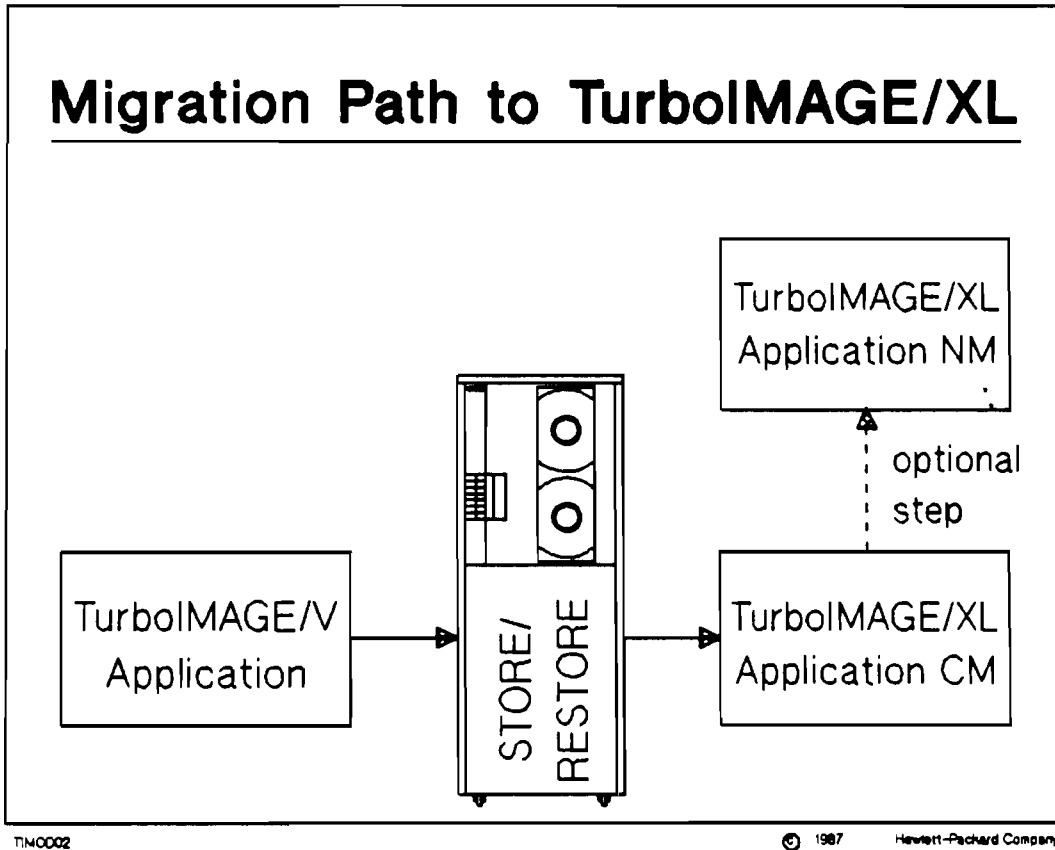 Migration Path to TurboIMAGE/XL
TurboIMAGE/XL
Application NM
optional
step
TurboIMAGE/V
Application
STORE/
RESTORE
TurboIMAGE/XL
Application CM
TIM0002
© 1987 Hewlett-Packard Company